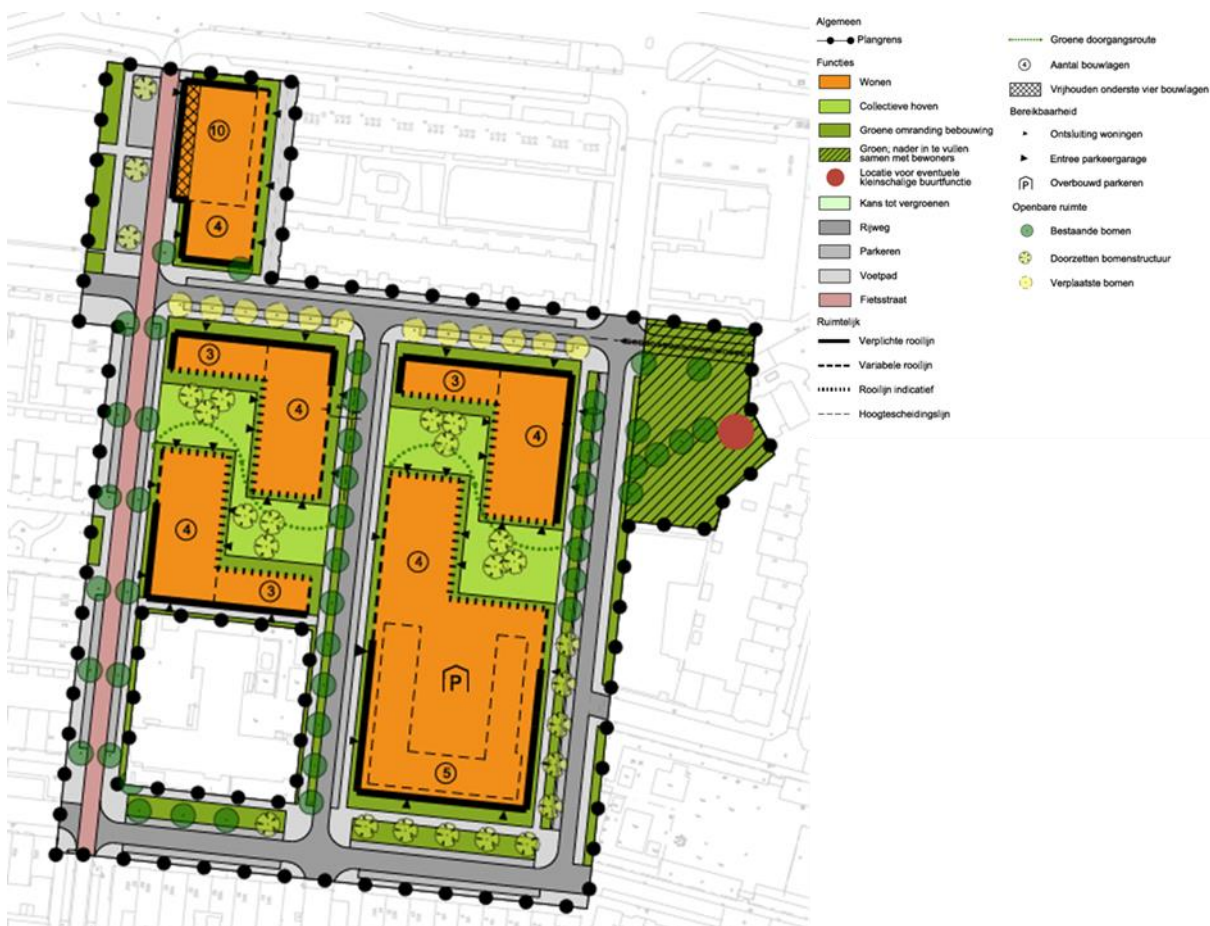 Algemeen
Plangrens
Functies
Wonen
Collectieve hoven
Groene omranding bebouwing
Groen; nader in te vullen
samen met bewoners
Locatie voor eventuele
kleinschalige buurtfunctie
Kans tot vergroenen
Rijweg
Parkeren
Voetpad
Fietsstraat
Ruimtelijk
Verplichte rooilijn
Variabele rooilijn
Rooilijn indicatief
Hoogtescheidingslijn
Groene doorgangsroute
4 Aantal bouwlagen
Vrijhouden onderste vier bouwlagen
Bereikbaarheid
Ontsluiting woningen
Entree parkeergarage
P Overbouwd parkeren
Openbare ruimte
Bestaande bomen
Doorzetten bomenstructuur
Verplaatste bomen
10
4
3
4
3
4
4
3
4
P
5